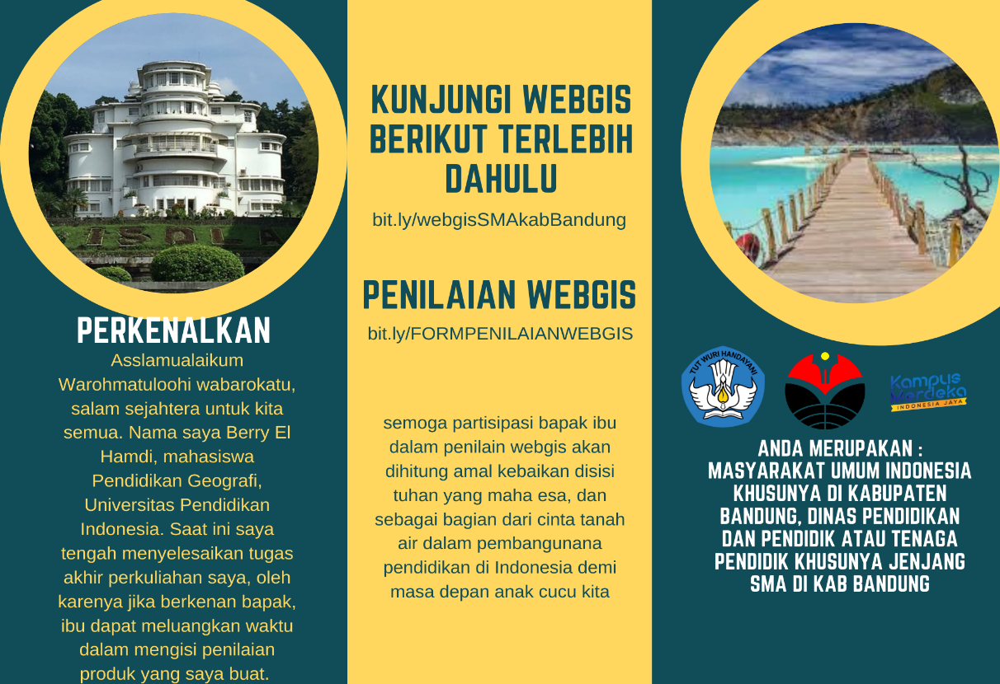 ISOLA
PERKENALKAN
Asslamualaikum
Warohmatuloohi wabarokatu,
salam sejahtera untuk kita
semua. Nama saya Berry El
Hamdi, mahasiswa
Pendidikan Geografi,
Universitas Pendidikan
Indonesia. Saat ini saya
tengah menyelesaikan tugas
akhir perkuliahan saya, oleh
karenya jika berkenan bapak,
ibu dapat meluangkan waktu
dalam mengisi penilaian
produk yang saya buat.
KUNJUNGI WEBGIS
BERIKUT TERLEBIH
DAHULU
bit.ly/webgisSMAkabBandung
PENILAIAN WEBGIS
bit.ly/FORMPENILAIANWEBGIS
semoga partisipasi bapak ibu
dalam penilain webgis akan
dihitung amal kebaikan disisi
tuhan yang maha esa, dan
sebagai bagian dari cinta tanah
air dalam pembangunana
pendidikan di Indonesia demi
masa depan anak cucu kita
TUT WURI HANDAYANI
Kampus
Merdeka
INDONESIA JAYA
ANDA MERUPAKAN :
MASYARAKAT UMUM INDONESIA
KHUSUNYA DI KABUPATEN
BANDUNG, DINAS PENDIDIKAN
DAN PENDIDIK ATAU TENAGA
PENDIDIK KHUSUNYA JENJANG
SMA DI KAB BANDUNG